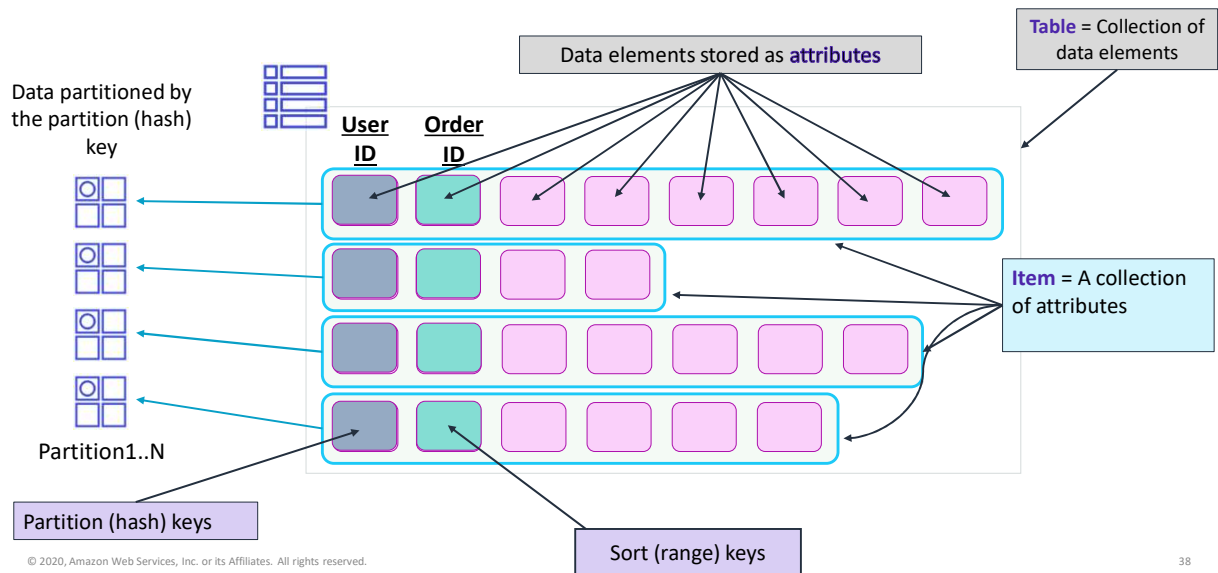 Table = Collection of
data elements
Data elements stored as attributes
Data partitioned by
the partition (hash)
key
User
ID
Order
ID
Item = A collection
of attributes
Partition1..N
Partition (hash) keys
Sort (range) keys
© 2020, Amazon Web Services, Inc. or its Affiliates. All rights reserved.
38